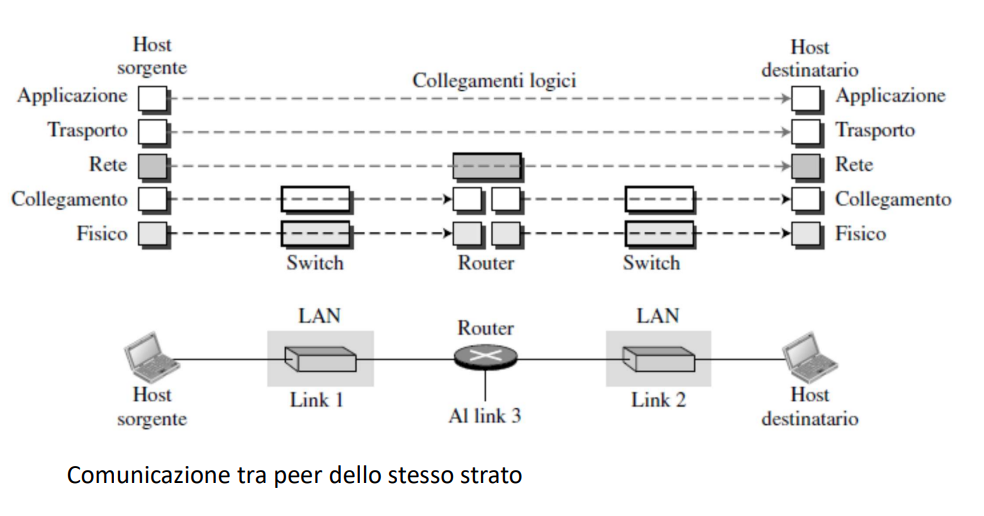 Host
sorgente
Host
destinatario
Collegamenti logici
Applicazione
Applicazione
Trasporto
Trasporto
Rete
Rete
Collegamento
Collegamento
Fisico
Fisico
Switch
Router
Switch
LAN
Router
LAN
Host
sorgente
Link 1
Al link 3
Link 2
Host
destinatario
Comunicazione tra peer dello stesso strato